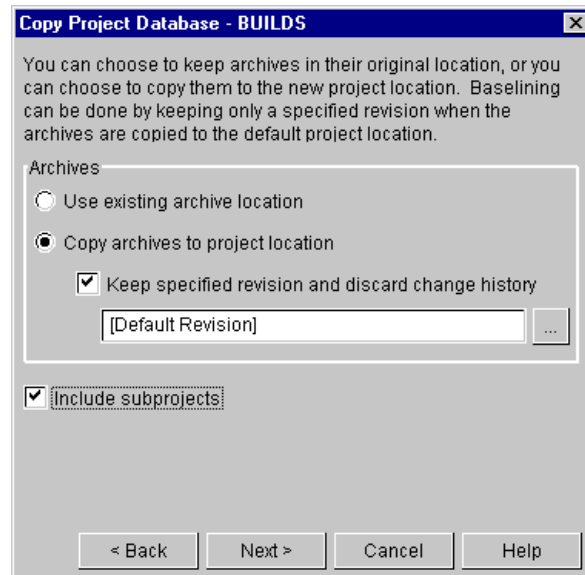 Copy Project Database - BUILDS
You can choose to keep archives in their original location, or you
can choose to copy them to the new project location. Baselining
can be done by keeping only a specified revision when the
archives are copied to the default project location.
Archives
Use existing archive location
Copy archives to project location
Keep specified revision and discard change history
[Default Revision]
...
Include subprojects
< Back
Next >
Cancel
Help